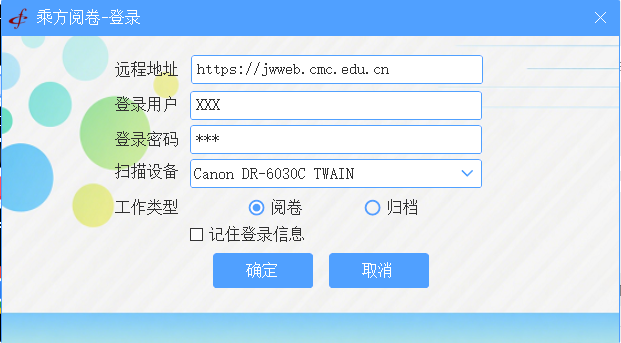 乘方阅卷-登录
远程地址 https://jwweb.cmc.edu.cn
登录用户 XXX
登录密码 ***
扫描设备 Canon DR-6030C TWAIN
工作类型 阅卷 归档
记住登录信息
确定 取消